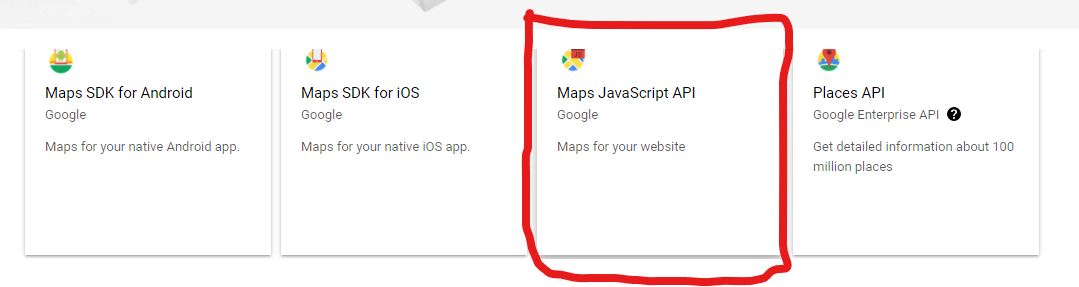 Maps SDK for Android
Google
Maps for your native Android app.
Maps SDK for iOS
Google
Maps for your native iOS app.
Maps JavaScript API
Google
Maps for your website
Places API
Google Enterprise API ?
Get detailed information about 100
million places